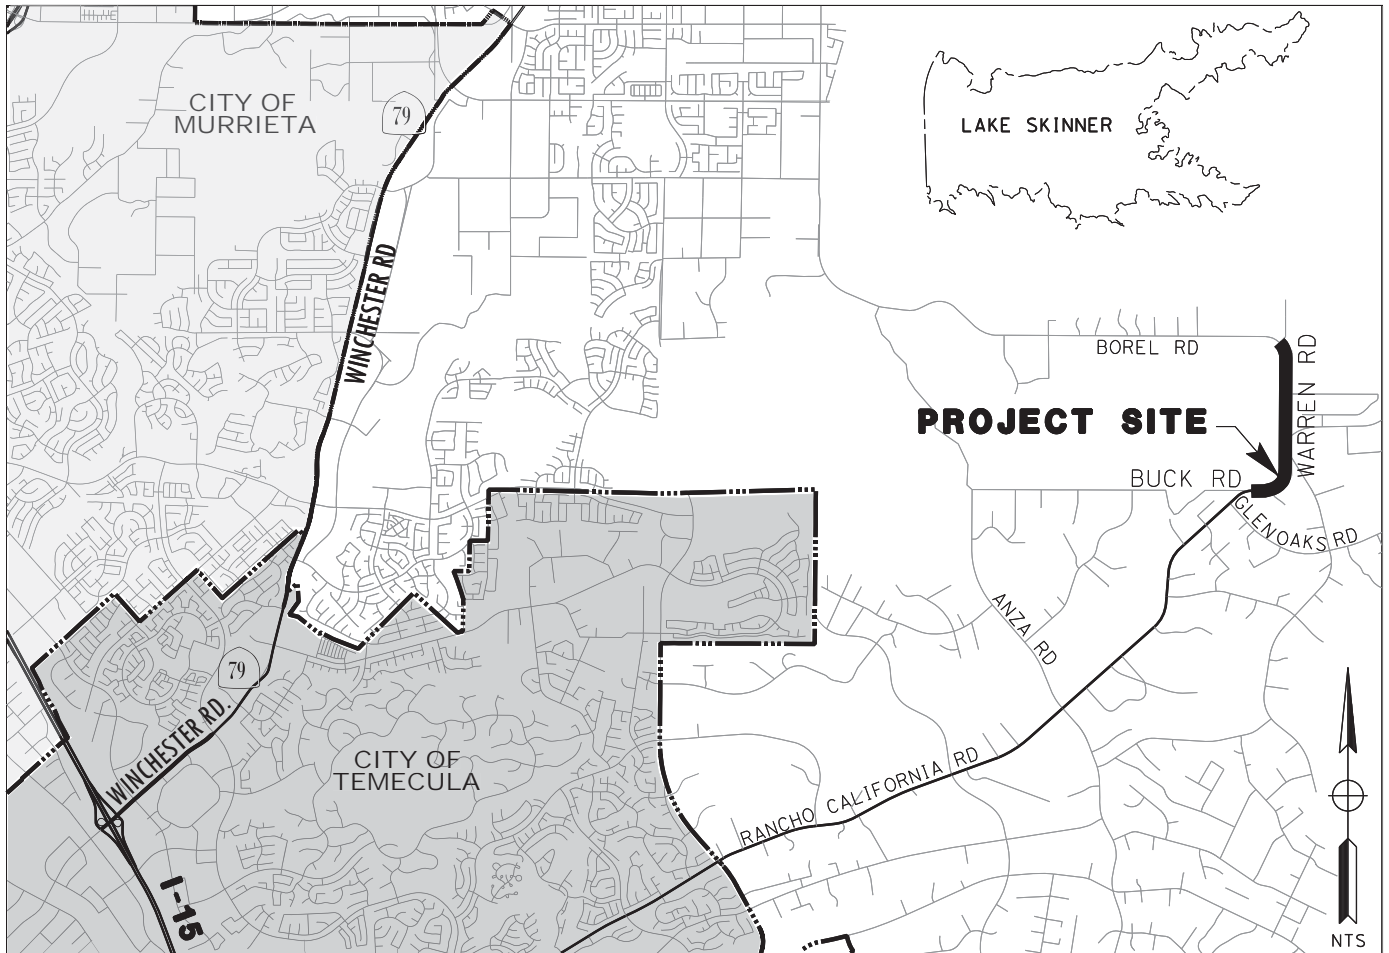 CITY OF
MURRIETA
79
LAKE SKINNER
WINCHESTER RD
BOREL RD
WARREN RD
PROJECT SITE
BUCK RD
GLENOAKS RD
ANZA RD
79
WINCHESTER RD.
CITY OF
TEMECULA
RANCHO CALIFORNIA RD
I-15
NTS